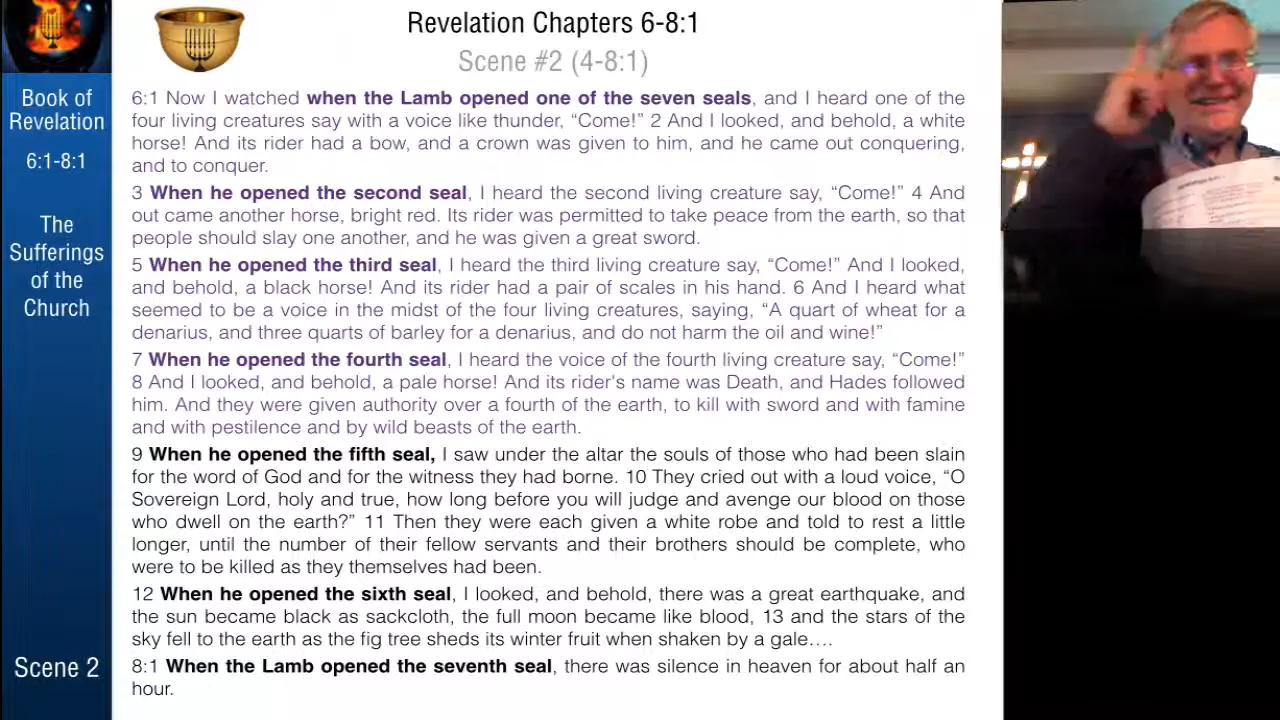 Revelation Chapters 6-8:1
Scene #2 (4-8:1)
Book of
Revelation
6:1-8:1
The
Sufferings
of the
Church
Scene 2
6:1 Now I watched when the Lamb opened one of the seven seals, and I heard one of the
four living creatures say with a voice like thunder, “Come!” 2 And I looked, and behold, a white
horse! And its rider had a bow, and a crown was given to him, and he came out conquering,
and to conquer.
3 When he opened the second seal, I heard the second living creature say, “Come!” 4 And
out came another horse, bright red. Its rider was permitted to take peace from the earth, so that
people should slay one another, and he was given a great sword.
5 When he opened the third seal, I heard the third living creature say, “Come!” And I looked,
and behold, a black horse! And its rider had a pair of scales in his hand. 6 And I heard what
seemed to be a voice in the midst of the four living creatures, saying, “A quart of wheat for a
denarius, and three quarts of barley for a denarius, and do not harm the oil and wine!”
7 When he opened the fourth seal, I heard the voice of the fourth living creature say, “Come!”
8 And I looked, and behold, a pale horse! And its rider's name was Death, and Hades followed
him. And they were given authority over a fourth of the earth, to kill with sword and with famine
and with pestilence and by wild beasts of the earth.
9 When he opened the fifth seal, I saw under the altar the souls of those who had been slain
for the word of God and for the witness they had borne. 10 They cried out with a loud voice, “O
Sovereign Lord, holy and true, how long before you will judge and avenge our blood on those
who dwell on the earth?” 11 Then they were each given a white robe and told to rest a little
longer, until the number of their fellow servants and their brothers should be complete, who
were to be killed as they themselves had been.
12 When he opened the sixth seal, I looked, and behold, there was a great earthquake, and
the sun became black as sackcloth, the full moon became like blood, 13 and the stars of the
sky fell to the earth as the fig tree sheds its winter fruit when shaken by a gale….
8:1 When the Lamb opened the seventh seal, there was silence in heaven for about half an
hour.